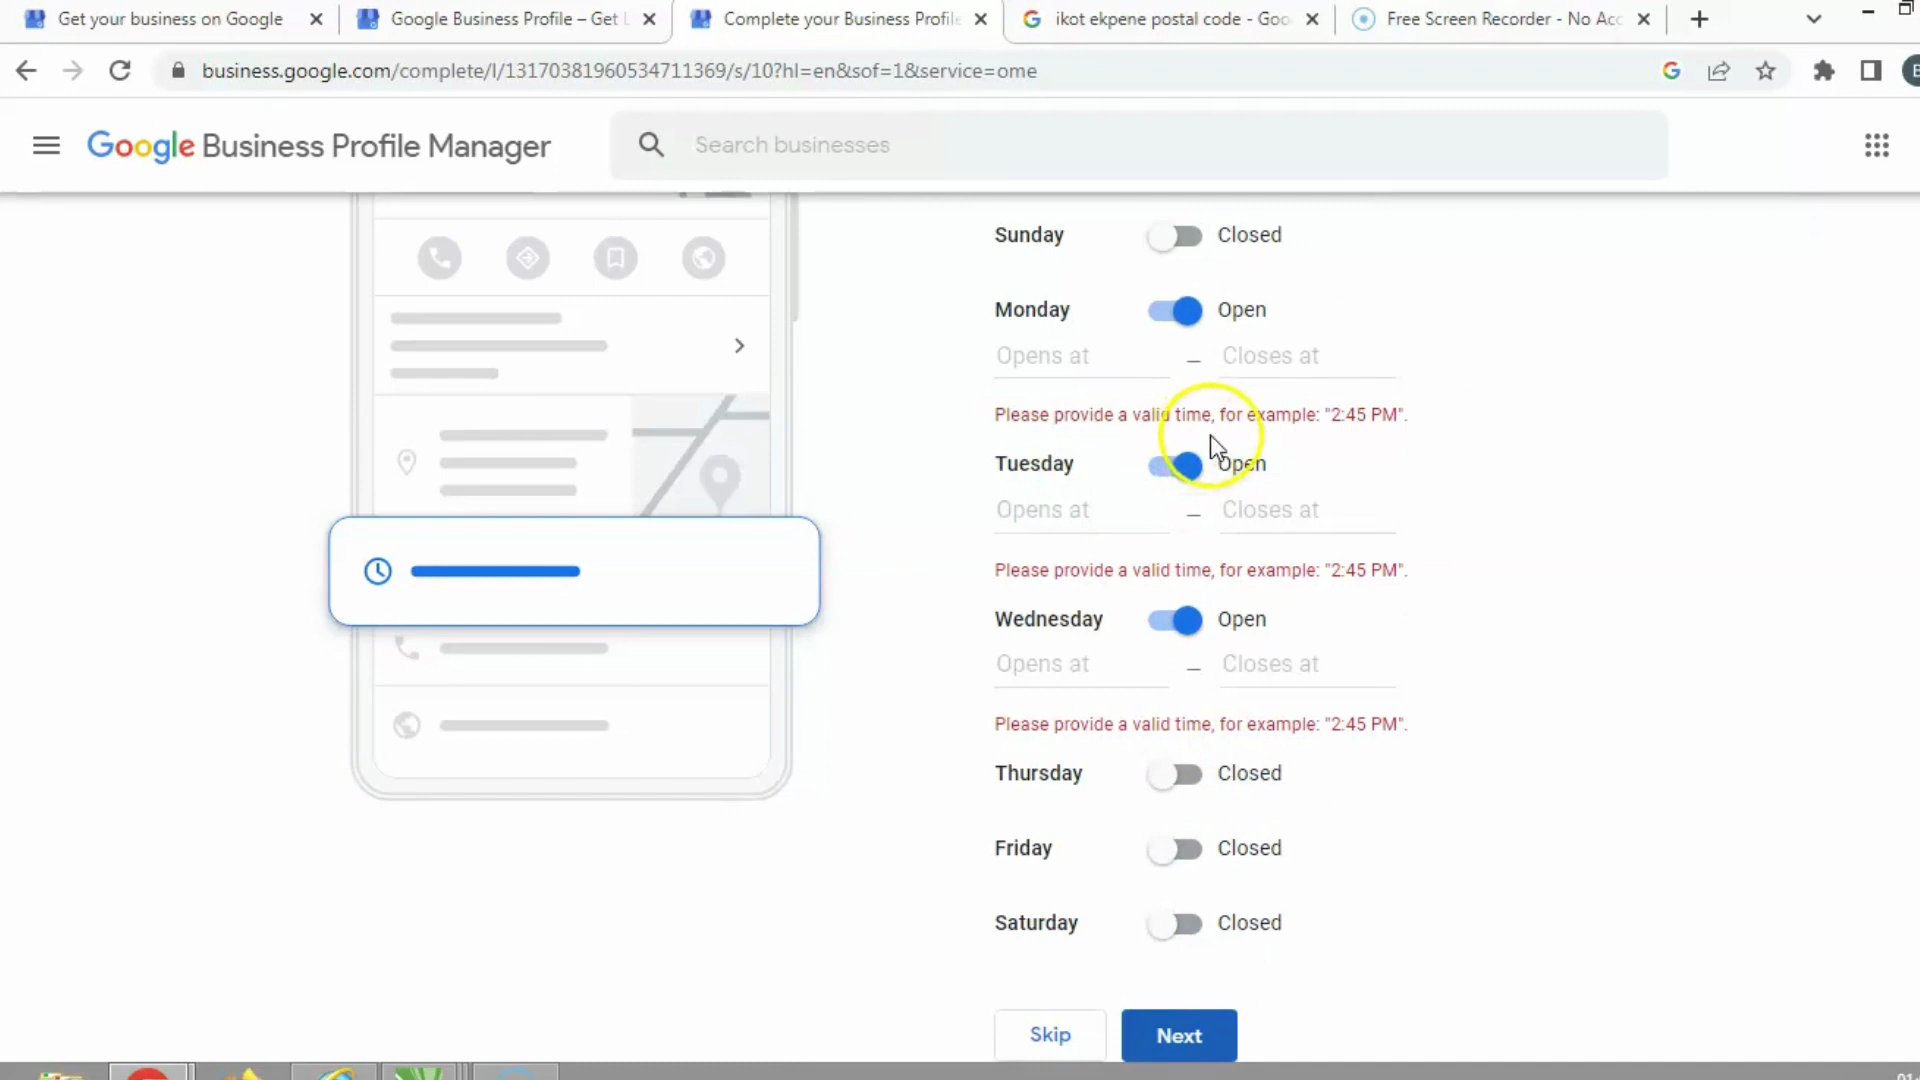 Get your business on Google
Google Business Profile – Get
Complete your Business Profile
ikot ekpene postal code - Goo
Free Screen Recorder - No Acc
business.google.com/complete/l/13170381960534711369/s/10?hl=en&sof=1&service=ome
Google Business Profile Manager
Search businesses
Sunday Closed
Monday Open
Opens at – Closes at
Please provide a valid time, for example: "2:45 PM".
Tuesday Open
Opens at – Closes at
Please provide a valid time, for example: "2:45 PM".
Wednesday Open
Opens at – Closes at
Please provide a valid time, for example: "2:45 PM".
Thursday Closed
Friday Closed
Saturday Closed
Skip Next